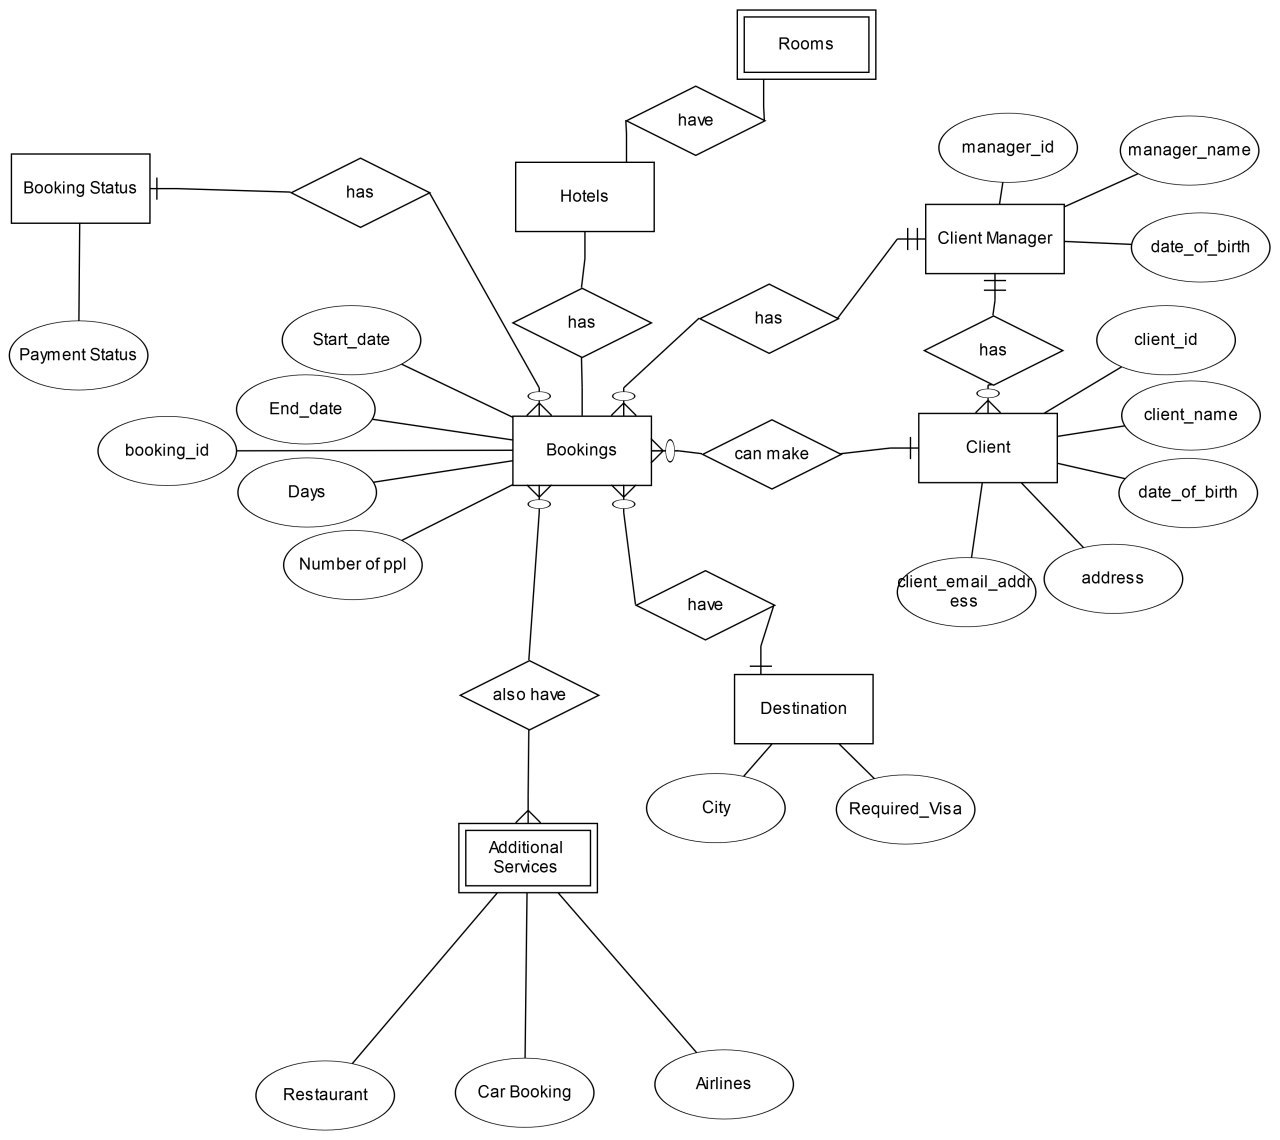 Rooms
have
manager_id
manager_name
Booking Status
has
Hotels
Client Manager
date_of_birth
has
has
has
Start_date
client_id
Payment Status
End_date
client_name
booking_id
Bookings
can make
Client
Days
date_of_birth
Number of ppl
client_email_addr
ess
address
have
also have
Destination
City
Required_Visa
Additional
Services
Restaurant
Car Booking
Airlines